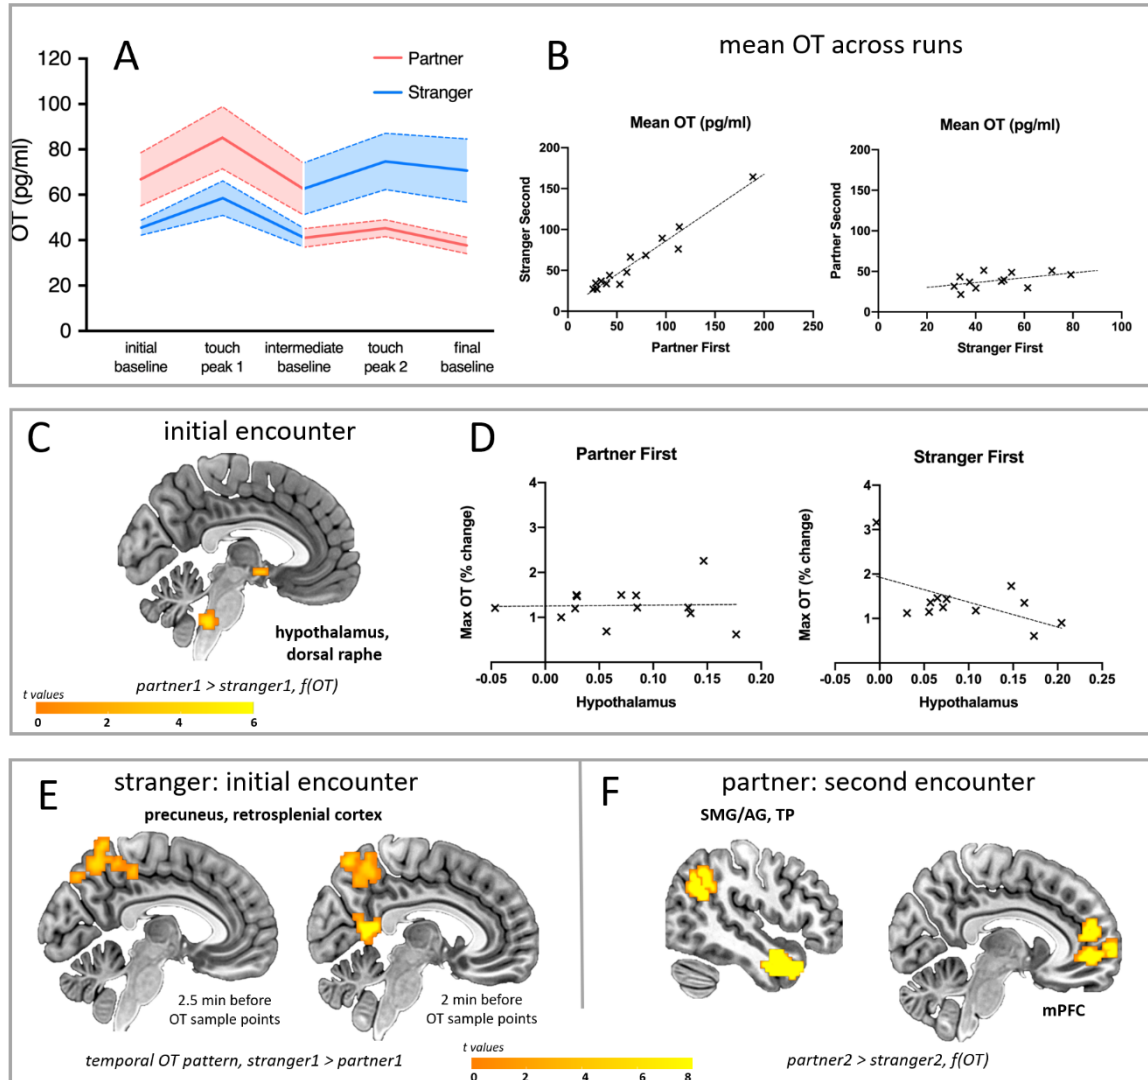 A
Partner
Stranger
OT (pg/ml)
120
100
80
60
40
20
0
initial
baseline
touch
peak 1
intermediate
baseline
touch
peak 2
final
baseline
B
mean OT across runs
Mean OT (pg/ml)
Stranger Second
200
150
100
50
0
0 50 100 150 200 250
Partner First
Mean OT (pg/ml)
Partner Second
200
150
100
50
0
0 20 40 60 80 100
Stranger First
C
initial encounter
hypothalamus,
dorsal raphe
partner1 > stranger1, f(OT)
t values
0 2 4 6
D
Partner First
Max OT (% change)
4
3
2
1
-0.05 0.00 0.05 0.10 0.15 0.20
Hypothalamus
Stranger First
Max OT (% change)
4
3
2
1
-0.05 0.00 0.05 0.10 0.15 0.20 0.25
Hypothalamus
E
stranger: initial encounter
precuneus, retrosplenial cortex
2.5 min before
OT sample points
2 min before
OT sample points
temporal OT pattern, stranger1 > partner1
t values
0 2 4 6 8
F
partner: second encounter
SMG/AG, TP
mPFC
partner2 > stranger2, f(OT)